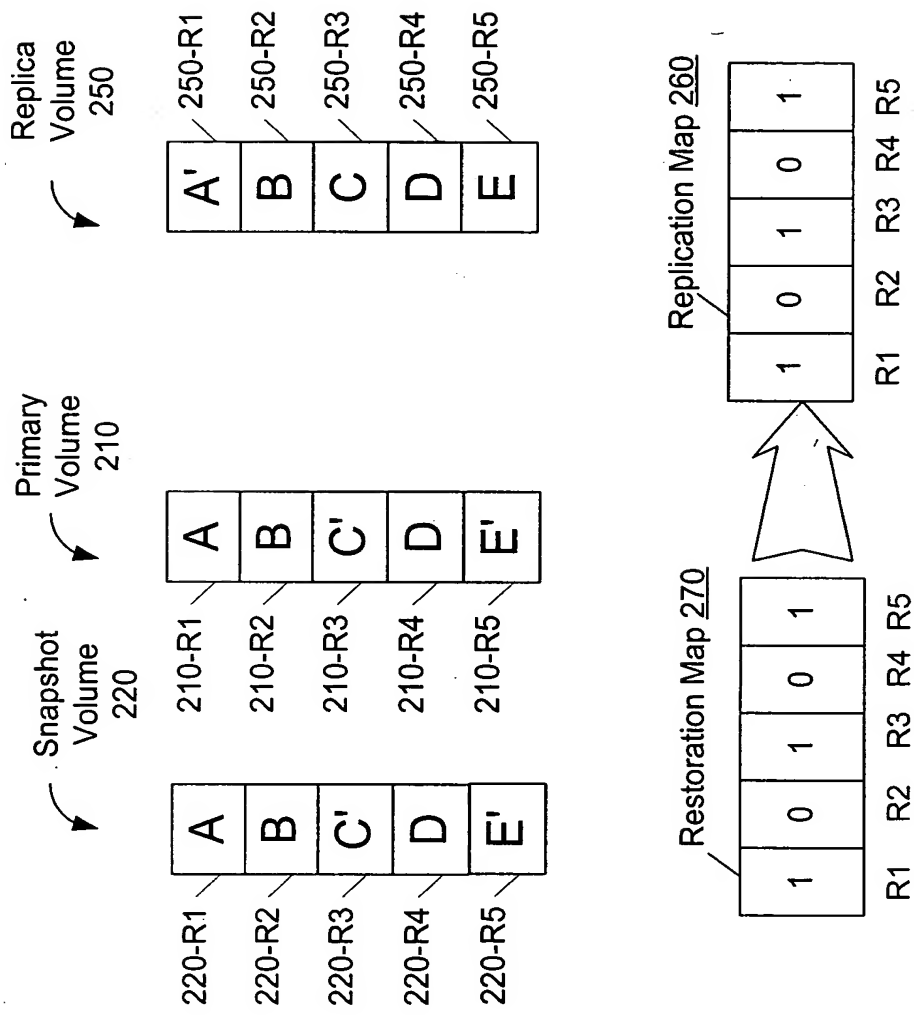 Snapshot
Volume
220
220-R1
A
220-R2
B
220-R3
C'
220-R4
D
220-R5
E'
Primary
Volume
210
210-R1
A
210-R2
B
210-R3
C'
210-R4
D
210-R5
E'
Replica
Volume
250
A'
250-R1
B
250-R2
C
250-R3
D
250-R4
E
250-R5
Restoration Map 270
1 0 1 0 1
R1 R2 R3 R4 R5
Replication Map 260
1 0 1 0 1
R1 R2 R3 R4 R5